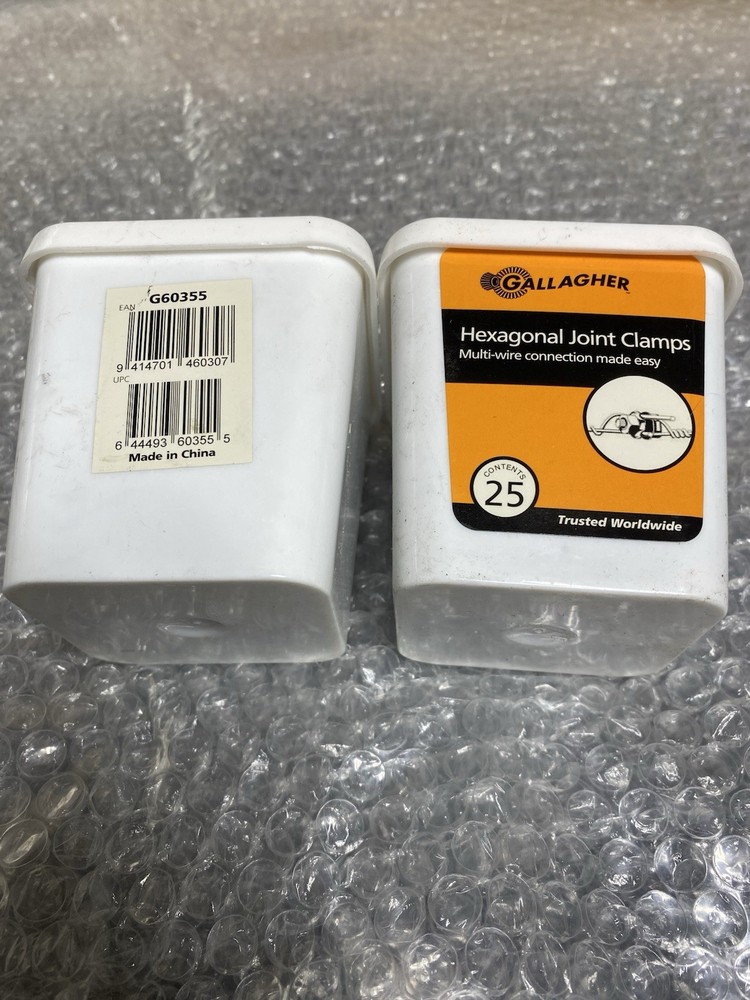 G60355
EAN
9 414701 460307
UPC
6 44493 60355 5
Made in China
GALLAGHER
Hexagonal Joint Clamps
Multi-wire connection made easy
CONTENTS
25
Trusted Worldwide